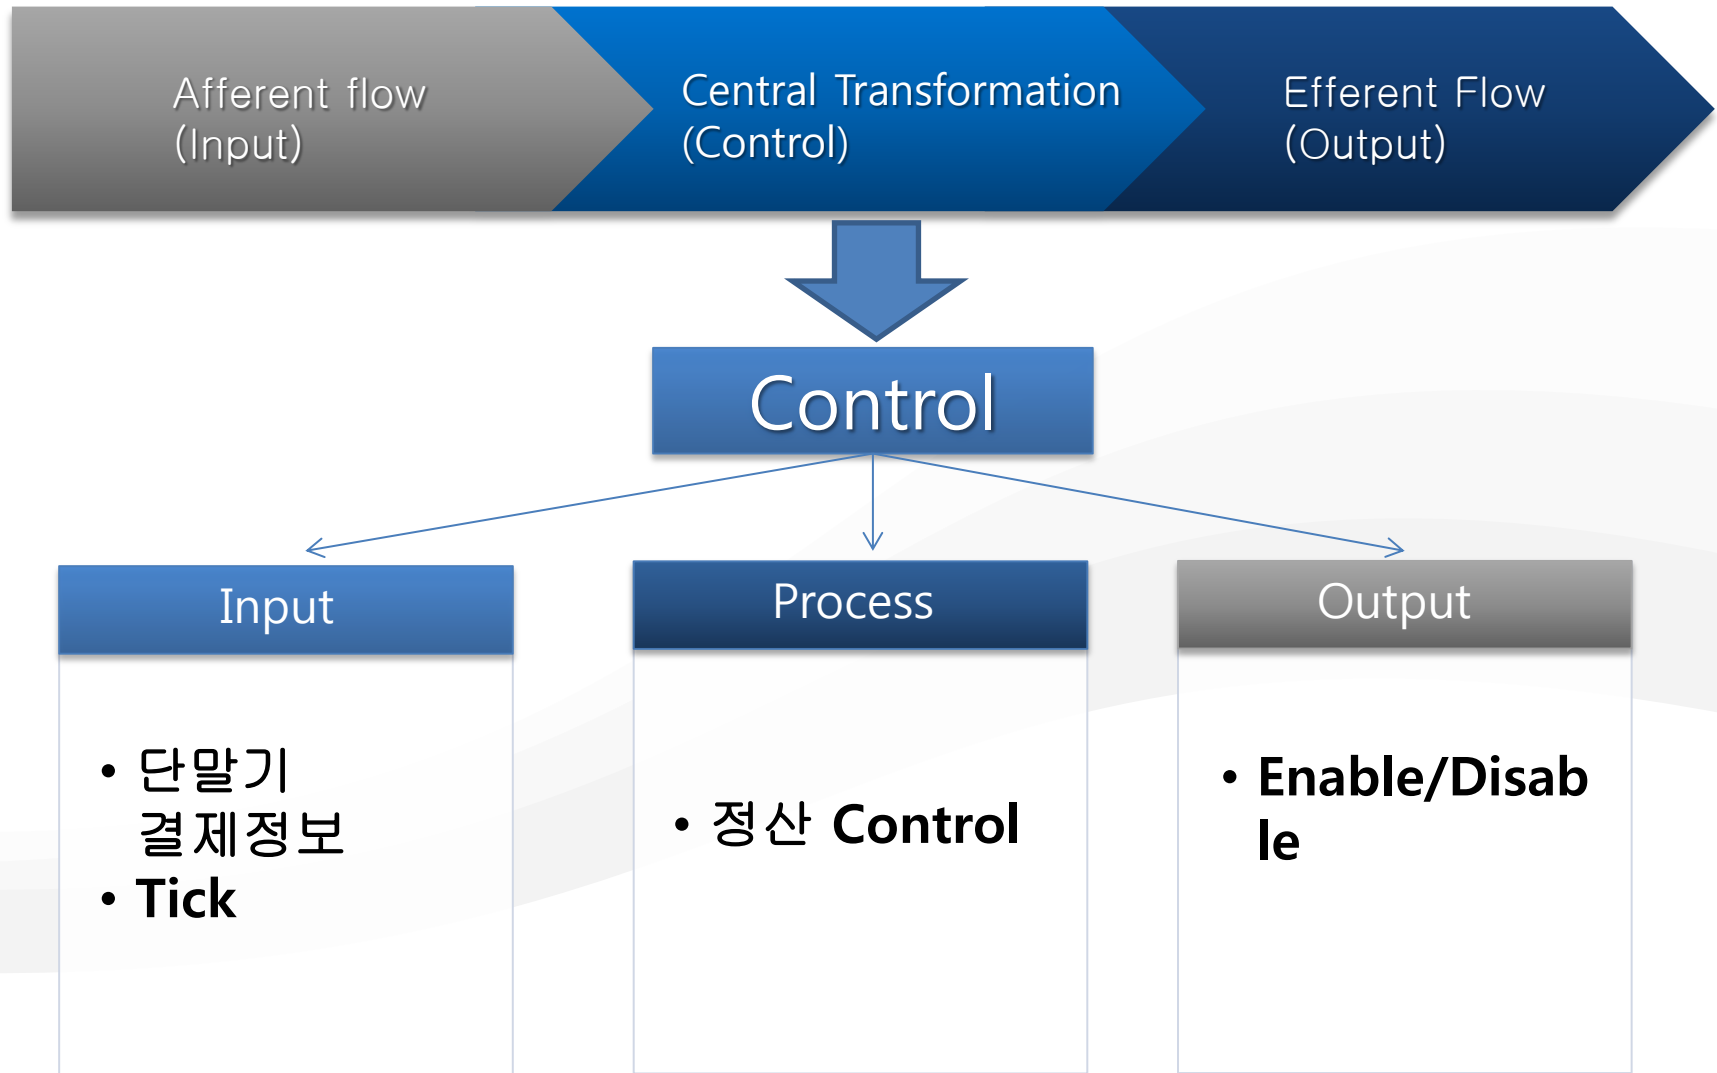 Afferent flow
(Input)
Central Transformation
(Control)
Efferent Flow
(Output)
Control
Input
Process
Output
• 단말기
결제정보
• Tick
• 정산 Control
• Enable/Disab
le